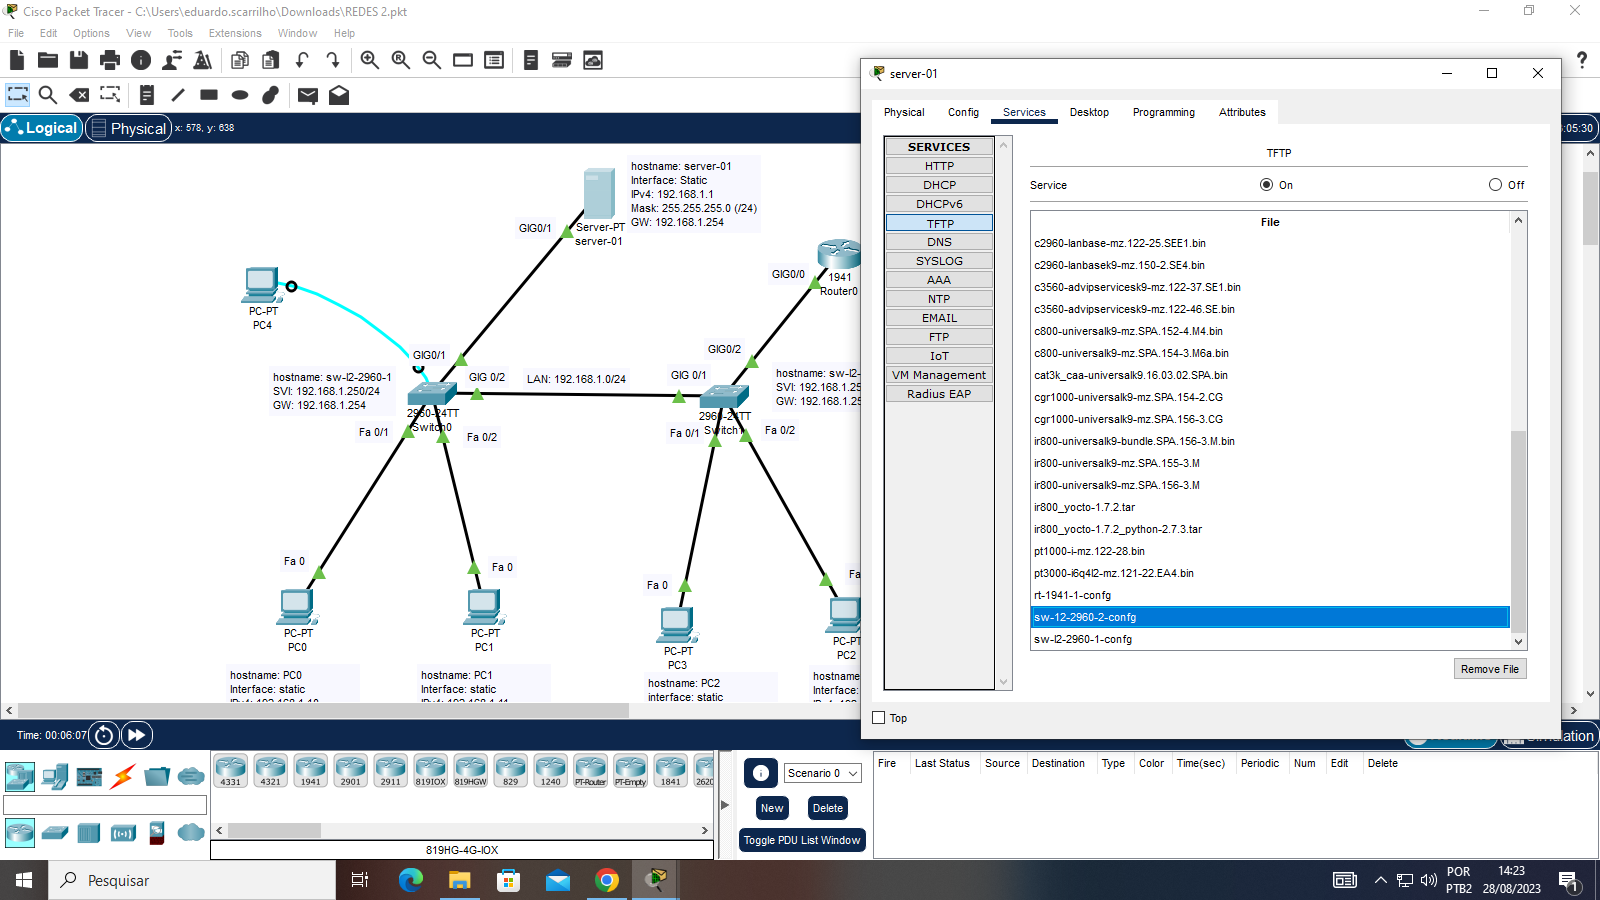 Cisco Packet Tracer - C:\Users\eduardo.scarrilho\Downloads\REDES 2.pkt
File Edit Options View Tools Extensions Window Help
Logical
Physical
x: 578, y: 638
:05:30
hostname: server-01
Interface: Static
IPv4: 192.168.1.1
Mask: 255.255.255.0 (/24)
GW: 192.168.1.254
GIG0/1
Server-PT
server-01
GIG0/0
1941
Router0
PC-PT
PC4
GIG0/1
GIG0/2
hostname: sw-l2-2960-1
SVI: 192.168.1.250/24
GW: 192.168.1.254
GIG 0/2
LAN: 192.168.1.0/24
GIG 0/1
hostname: sw-l2-
SVI: 192.168.1.25
GW: 192.168.1.25
2960-24TT
Switch0
2960-24TT
Switch1
Fa 0/1
Fa 0/2
Fa 0/1
Fa 0/2
Fa 0
Fa 0
Fa 0
Fa
PC-PT
PC0
PC-PT
PC1
PC-PT
PC3
PC-PT
PC2
hostname: PC0
Interface: static
hostname: PC1
Interface: static
hostname: PC2
interface: static
hostname
server-01
Physical Config Services Desktop Programming Attributes
SERVICES
HTTP
DHCP
DHCPv6
TFTP
DNS
SYSLOG
AAA
NTP
EMAIL
FTP
IoT
VM Management
Radius EAP
TFTP
Service
On
Off
File
c2960-lanbase-mz.122-25.SEE1.bin
c2960-lanbasek9-mz.150-2.SE4.bin
c3560-advipservicesk9-mz.122-37.SE1.bin
c3560-advipservicesk9-mz.122-46.SE.bin
c800-universalk9-mz.SPA.152-4.M4.bin
c800-universalk9-mz.SPA.154-3.M6a.bin
cat3k_caa-universalk9.16.03.02.SPA.bin
cgr1000-universalk9-mz.SPA.154-2.CG
cgr1000-universalk9-mz.SPA.156-3.CG
ir800-universalk9-bundle.SPA.156-3.M.bin
ir800-universalk9-mz.SPA.155-3.M
ir800-universalk9-mz.SPA.156-3.M
ir800_yocto-1.7.2.tar
ir800_yocto-1.7.2_python-2.7.3.tar
pt1000-i-mz.122-28.bin
pt3000-i6q4l2-mz.121-22.EA4.bin
rt-1941-1-confg
sw-12-2960-2-confg
sw-l2-2960-1-confg
Remove File
Top
Time: 00:06:07
Simulation
4331 4321 1941 2901 2911 819IOX 819HGW 829 1240 PT-Router PT-Empty 1841 2620
819HG-4G-IOX
Scenario 0
New
Delete
Toggle PDU List Window
Fire Last Status Source Destination Type Color Time(sec) Periodic Num Edit Delete
Pesquisar
POR
PTB2
14:23
28/08/2023
1